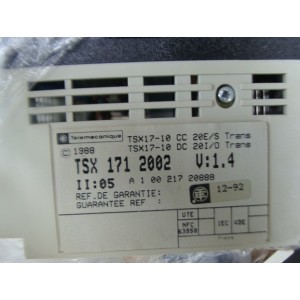 Telemecanique
TSX17-10 CC 20E/S Trans
TSX17-10 DC 20I/O Trans
© 1988
TSX 171 2002 V:1.4
II:05 A 1 00 217 20888
REF.DE GARANTIE:
GUARANTEE REF :
12-92
UTE
NFC
63850
IEC